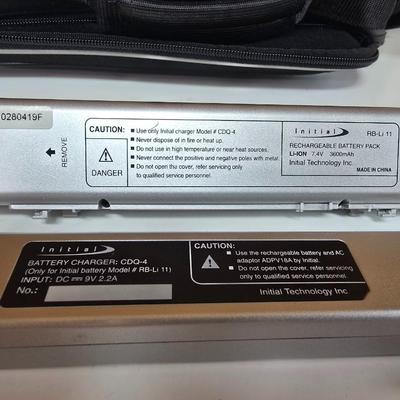 0280419F
REMOVE
CAUTION:
DANGER
• Use only Initial charger Model # CDQ-4
• Never dispose of in fire or heat up.
• Do not use in high temperature or near heat sources.
• Never connect the positive and negative poles with metal.
• Do not open the cover, refer servicing only
to qualified service personnel.
Initial
RB-Li 11
RECHARGEABLE BATTERY PACK
Li-ION 7.4V 3600mAh
Initial Technology Inc.
MADE IN CHINA
Initial
BATTERY CHARGER: CDQ-4
(Only for Initial battery Model # RB-Li 11)
INPUT: DC 9V 2.2A
No.:
CAUTION:
• Use the rechargeable battery and AC
adaptor ADPV18A by Initial.
• Do not open the cover, refer servicing
only to qualified service personnel.
Initial Technology Inc